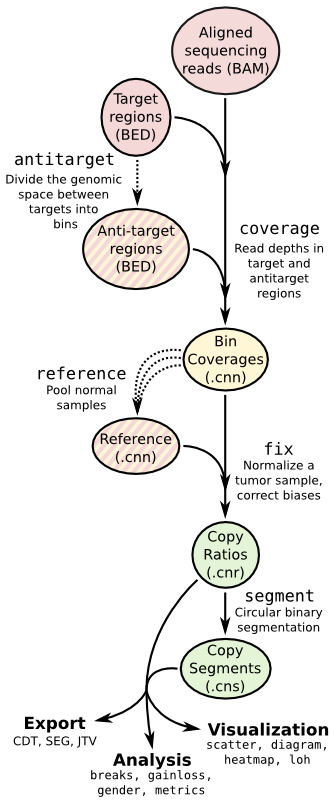 Aligned
sequencing
reads (BAM)
Target
regions
(BED)
antitarget
Divide the genomic
space between
targets into
bins
Anti-target
regions
(BED)
coverage
Read depths in
target and
antitarget
regions
Bin
Coverages
(.cnn)
reference
Pool normal
samples
Reference
(.cnn)
fix
Normalize a
tumor sample,
correct biases
Copy
Ratios
(.cnr)
segment
Circular binary
segmentation
Copy
Segments
(.cns)
Export
CDT, SEG, JTV
Visualization
scatter, diagram,
heatmap, loh
Analysis
breaks, gainloss,
gender, metrics